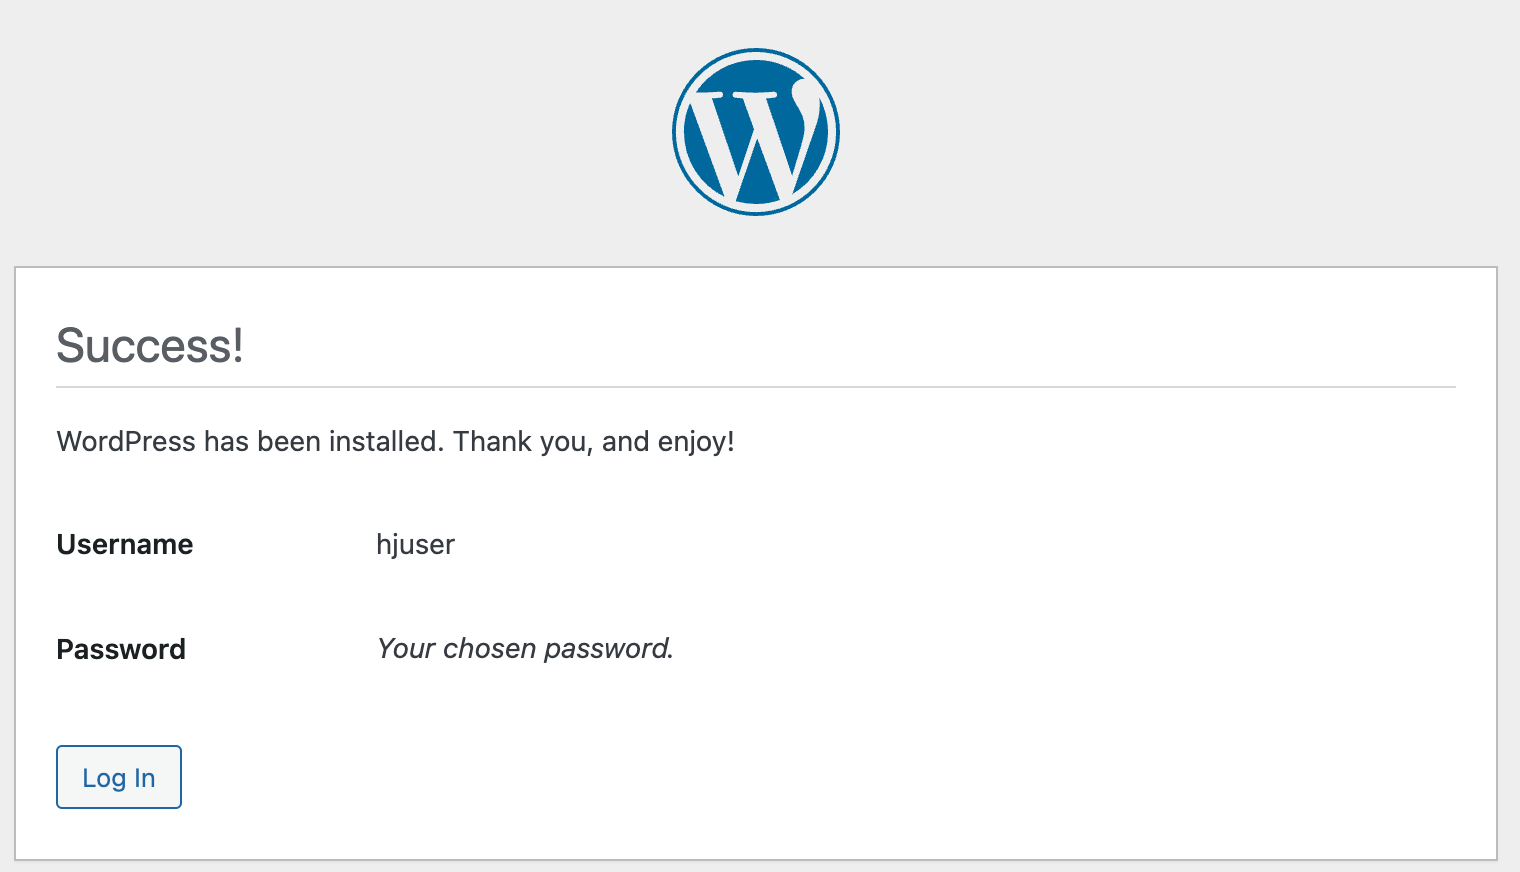 Success!
WordPress has been installed. Thank you, and enjoy!
Username hjuser
Password Your chosen password.
Log In